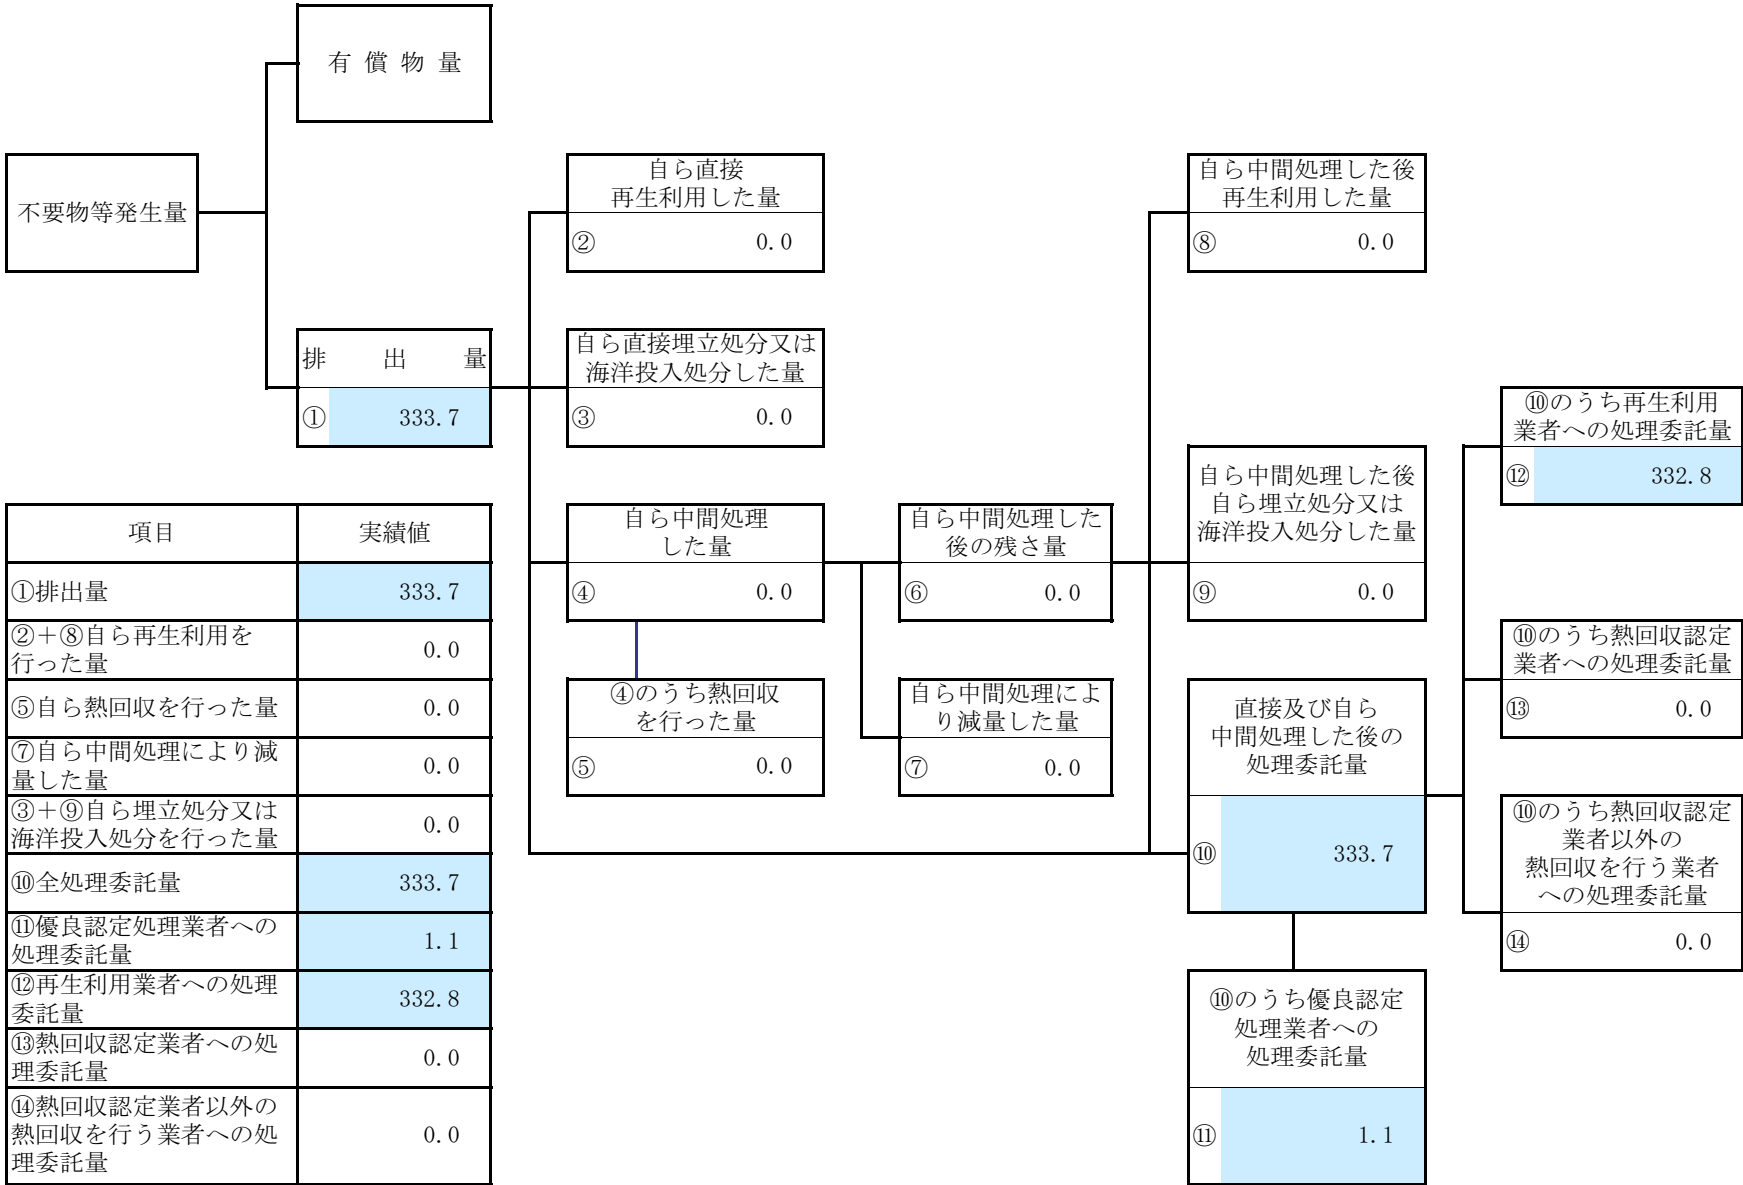 有償物量
不要物等発生量
排出量
① 333.7
自ら直接
再生利用した量
② 0.0
自ら直接埋立処分又は
海洋投入処分した量
③ 0.0
自ら中間処理
した量
④ 0.0
④のうち熱回収
を行った量
⑤ 0.0
自ら中間処理した
後の残さ量
⑥ 0.0
自ら中間処理によ
り減量した量
⑦ 0.0
自ら中間処理した後
再生利用した量
⑧ 0.0
自ら中間処理した後
自ら埋立処分又は
海洋投入処分した量
⑨ 0.0
直接及び自ら
中間処理した後の
処理委託量
⑩ 333.7
⑩のうち優良認定
処理業者への
処理委託量
⑪ 1.1
⑩のうち再生利用
業者への処理委託量
⑫ 332.8
⑩のうち熱回収認定
業者への処理委託量
⑬ 0.0
⑩のうち熱回収認定
業者以外の
熱回収を行う業者
への処理委託量
⑭ 0.0
項目 実績値
①排出量 333.7
②+⑧自ら再生利用を
行った量 0.0
⑤自ら熱回収を行った量 0.0
⑦自ら中間処理により減
量した量 0.0
③+⑨自ら埋立処分又は
海洋投入処分を行った量 0.0
⑩全処理委託量 333.7
⑪優良認定処理業者への
処理委託量 1.1
⑫再生利用業者への処理
委託量 332.8
⑬熱回収認定業者への処
理委託量 0.0
⑭熱回収認定業者以外の
熱回収を行う業者への処
理委託量 0.0